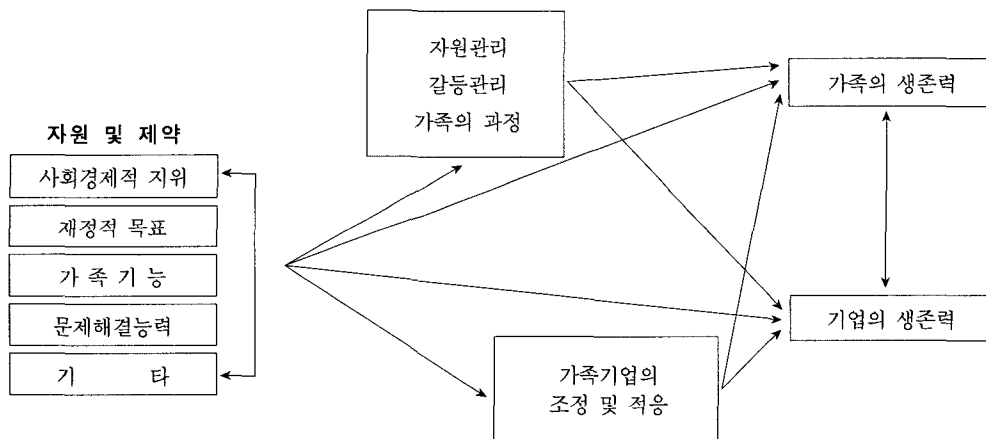 자원관리
갈등관리
가족의 과정
가족의 생존력
자원 및 제약
사회경제적 지위
재정적 목표
가 족 기 능
문제해결능력
기 타
기업의 생존력
가족기업의
조정 및 적응